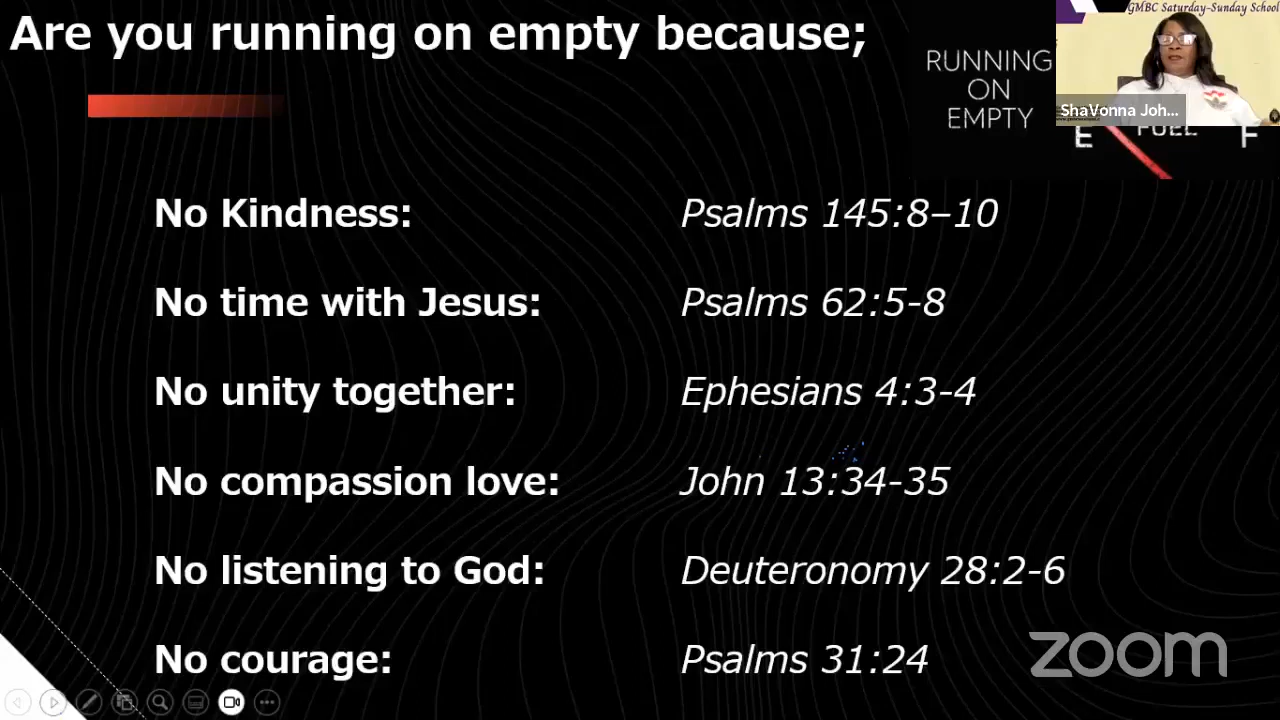 Are you running on empty because;
GMBC Saturday-Sunday School
RUNNING
ON
EMPTY
ShaVonna Joh...
E FUEL F
No Kindness: Psalms 145:8–10
No time with Jesus: Psalms 62:5-8
No unity together: Ephesians 4:3-4
No compassion love: John 13:34-35
No listening to God: Deuteronomy 28:2-6
No courage: Psalms 31:24
zoom